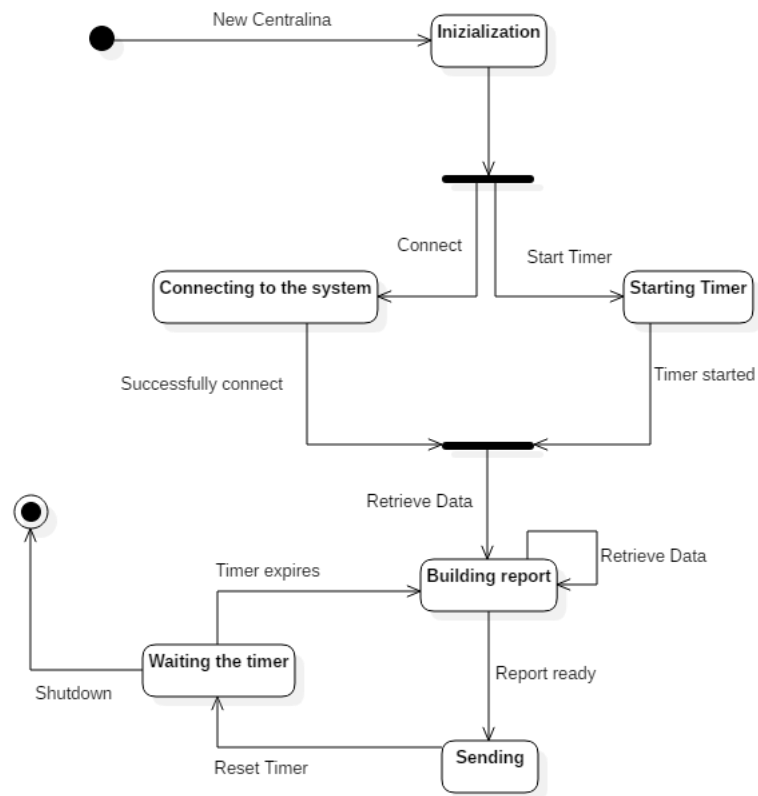 New Centralina
Inizialization
Connect
Start Timer
Connecting to the system
Starting Timer
Successfully connect
Timer started
Retrieve Data
Building report
Retrieve Data
Timer expires
Waiting the timer
Shutdown
Report ready
Sending
Reset Timer